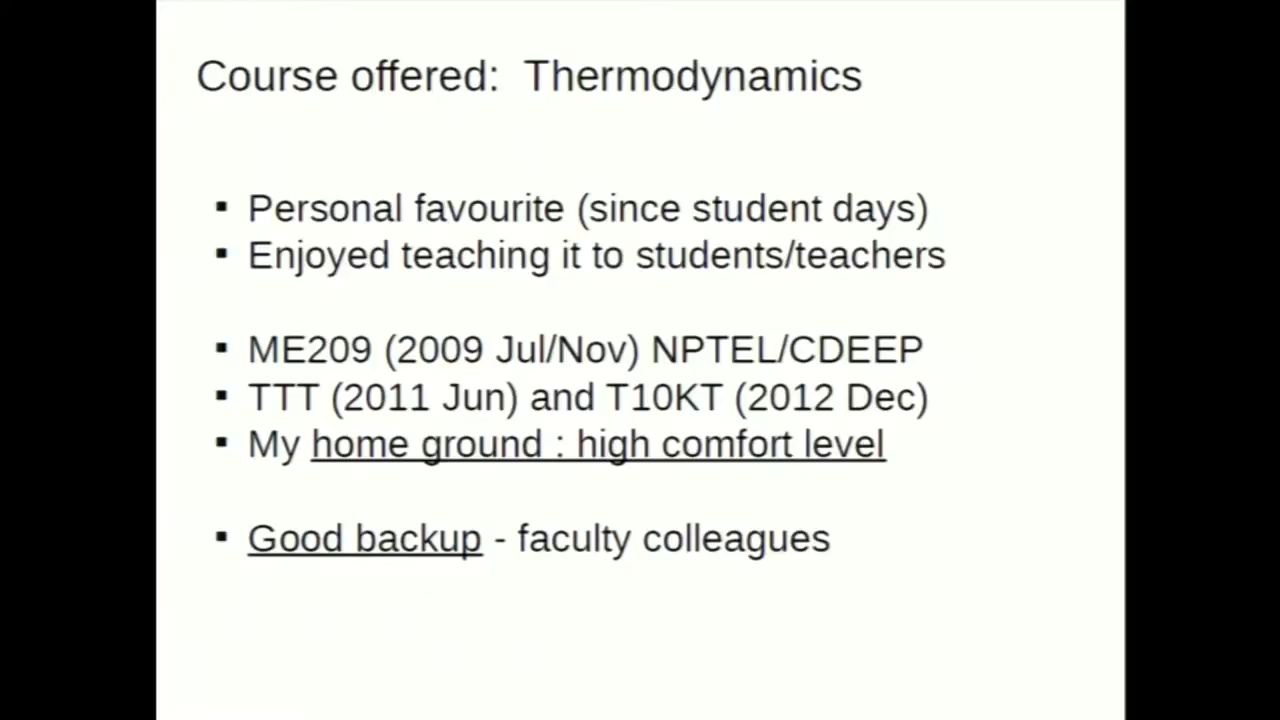 Course offered: Thermodynamics
▪ Personal favourite (since student days)
▪ Enjoyed teaching it to students/teachers
▪ ME209 (2009 Jul/Nov) NPTEL/CDEEP
▪ TTT (2011 Jun) and T10KT (2012 Dec)
▪ My home ground : high comfort level
▪ Good backup - faculty colleagues